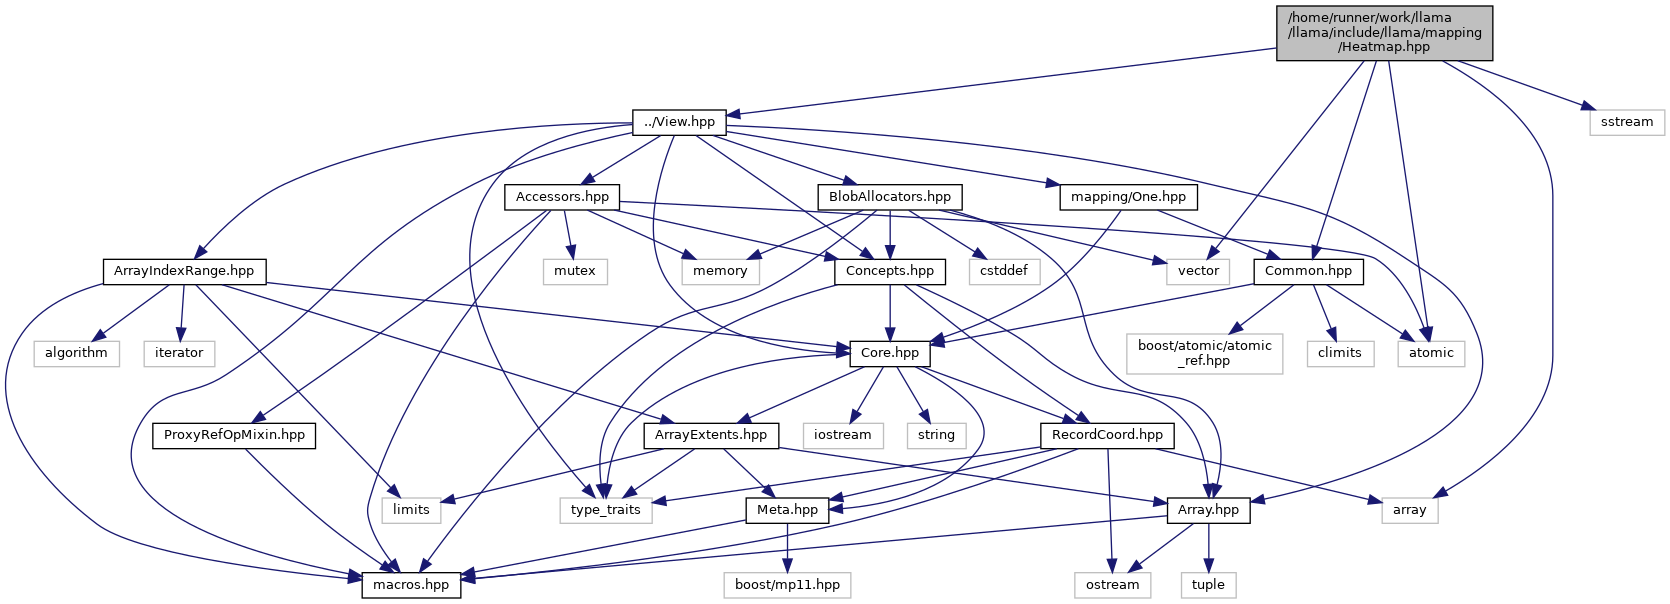 /home/runner/work/llama
/llama/include/llama/mapping
/Heatmap.hpp
../View.hpp
sstream
Accessors.hpp
BlobAllocators.hpp
mapping/One.hpp
ArrayIndexRange.hpp
mutex
memory
Concepts.hpp
cstddef
vector
Common.hpp
algorithm
iterator
Core.hpp
boost/atomic/atomic
_ref.hpp
climits
atomic
ProxyRefOpMixin.hpp
ArrayExtents.hpp
iostream
string
RecordCoord.hpp
limits
type_traits
Meta.hpp
Array.hpp
array
macros.hpp
boost/mp11.hpp
ostream
tuple